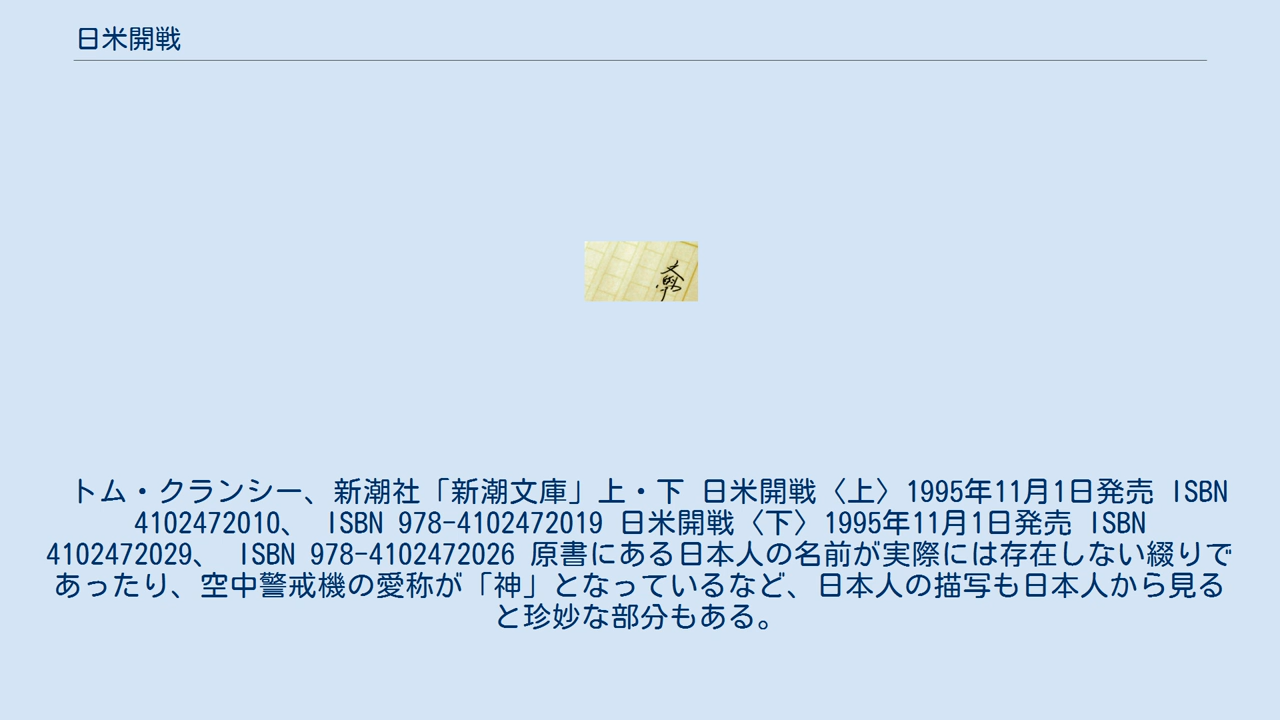 日米開戦
トム・クランシー、新潮社「新潮文庫」上・下 日米開戦〈上〉1995年11月1日発売 ISBN
4102472010、 ISBN 978-4102472019 日米開戦〈下〉1995年11月1日発売 ISBN
4102472029、 ISBN 978-4102472026 原書にある日本人の名前が実際には存在しない綴りで
あったり、空中警戒機の愛称が「神」となっているなど、日本人の描写も日本人から見る
と珍妙な部分もある。